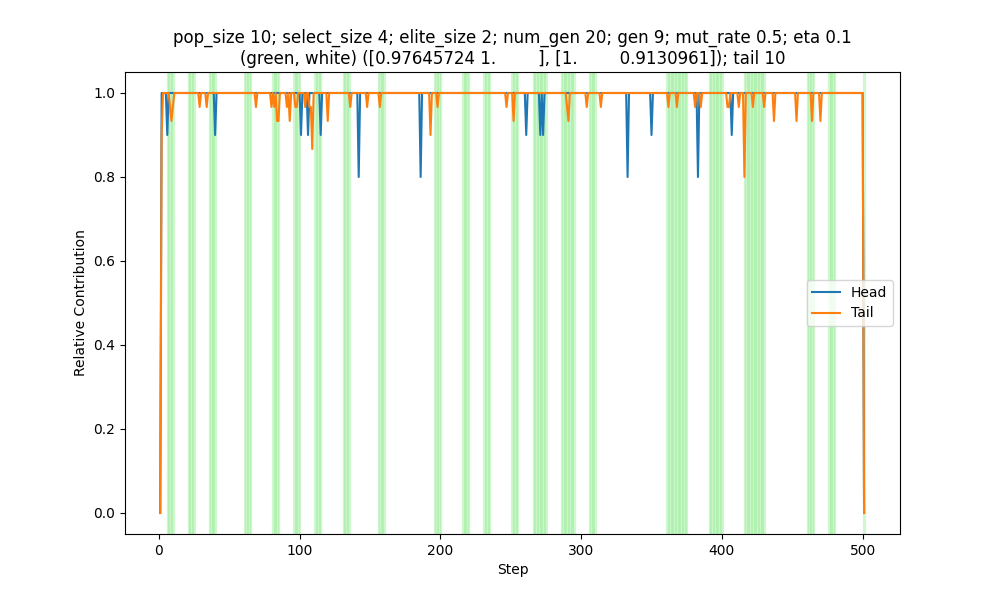 pop_size 10; select_size 4; elite_size 2; num_gen 20; gen 9; mut_rate 0.5; eta 0.1
(green, white) ([0.97645724 1.        ], [1.        0.9130961]); tail 10
1.0
0.8
0.6
0.4
0.2
0.0
Relative Contribution
Head
Tail
0 100 200 300 400 500
Step